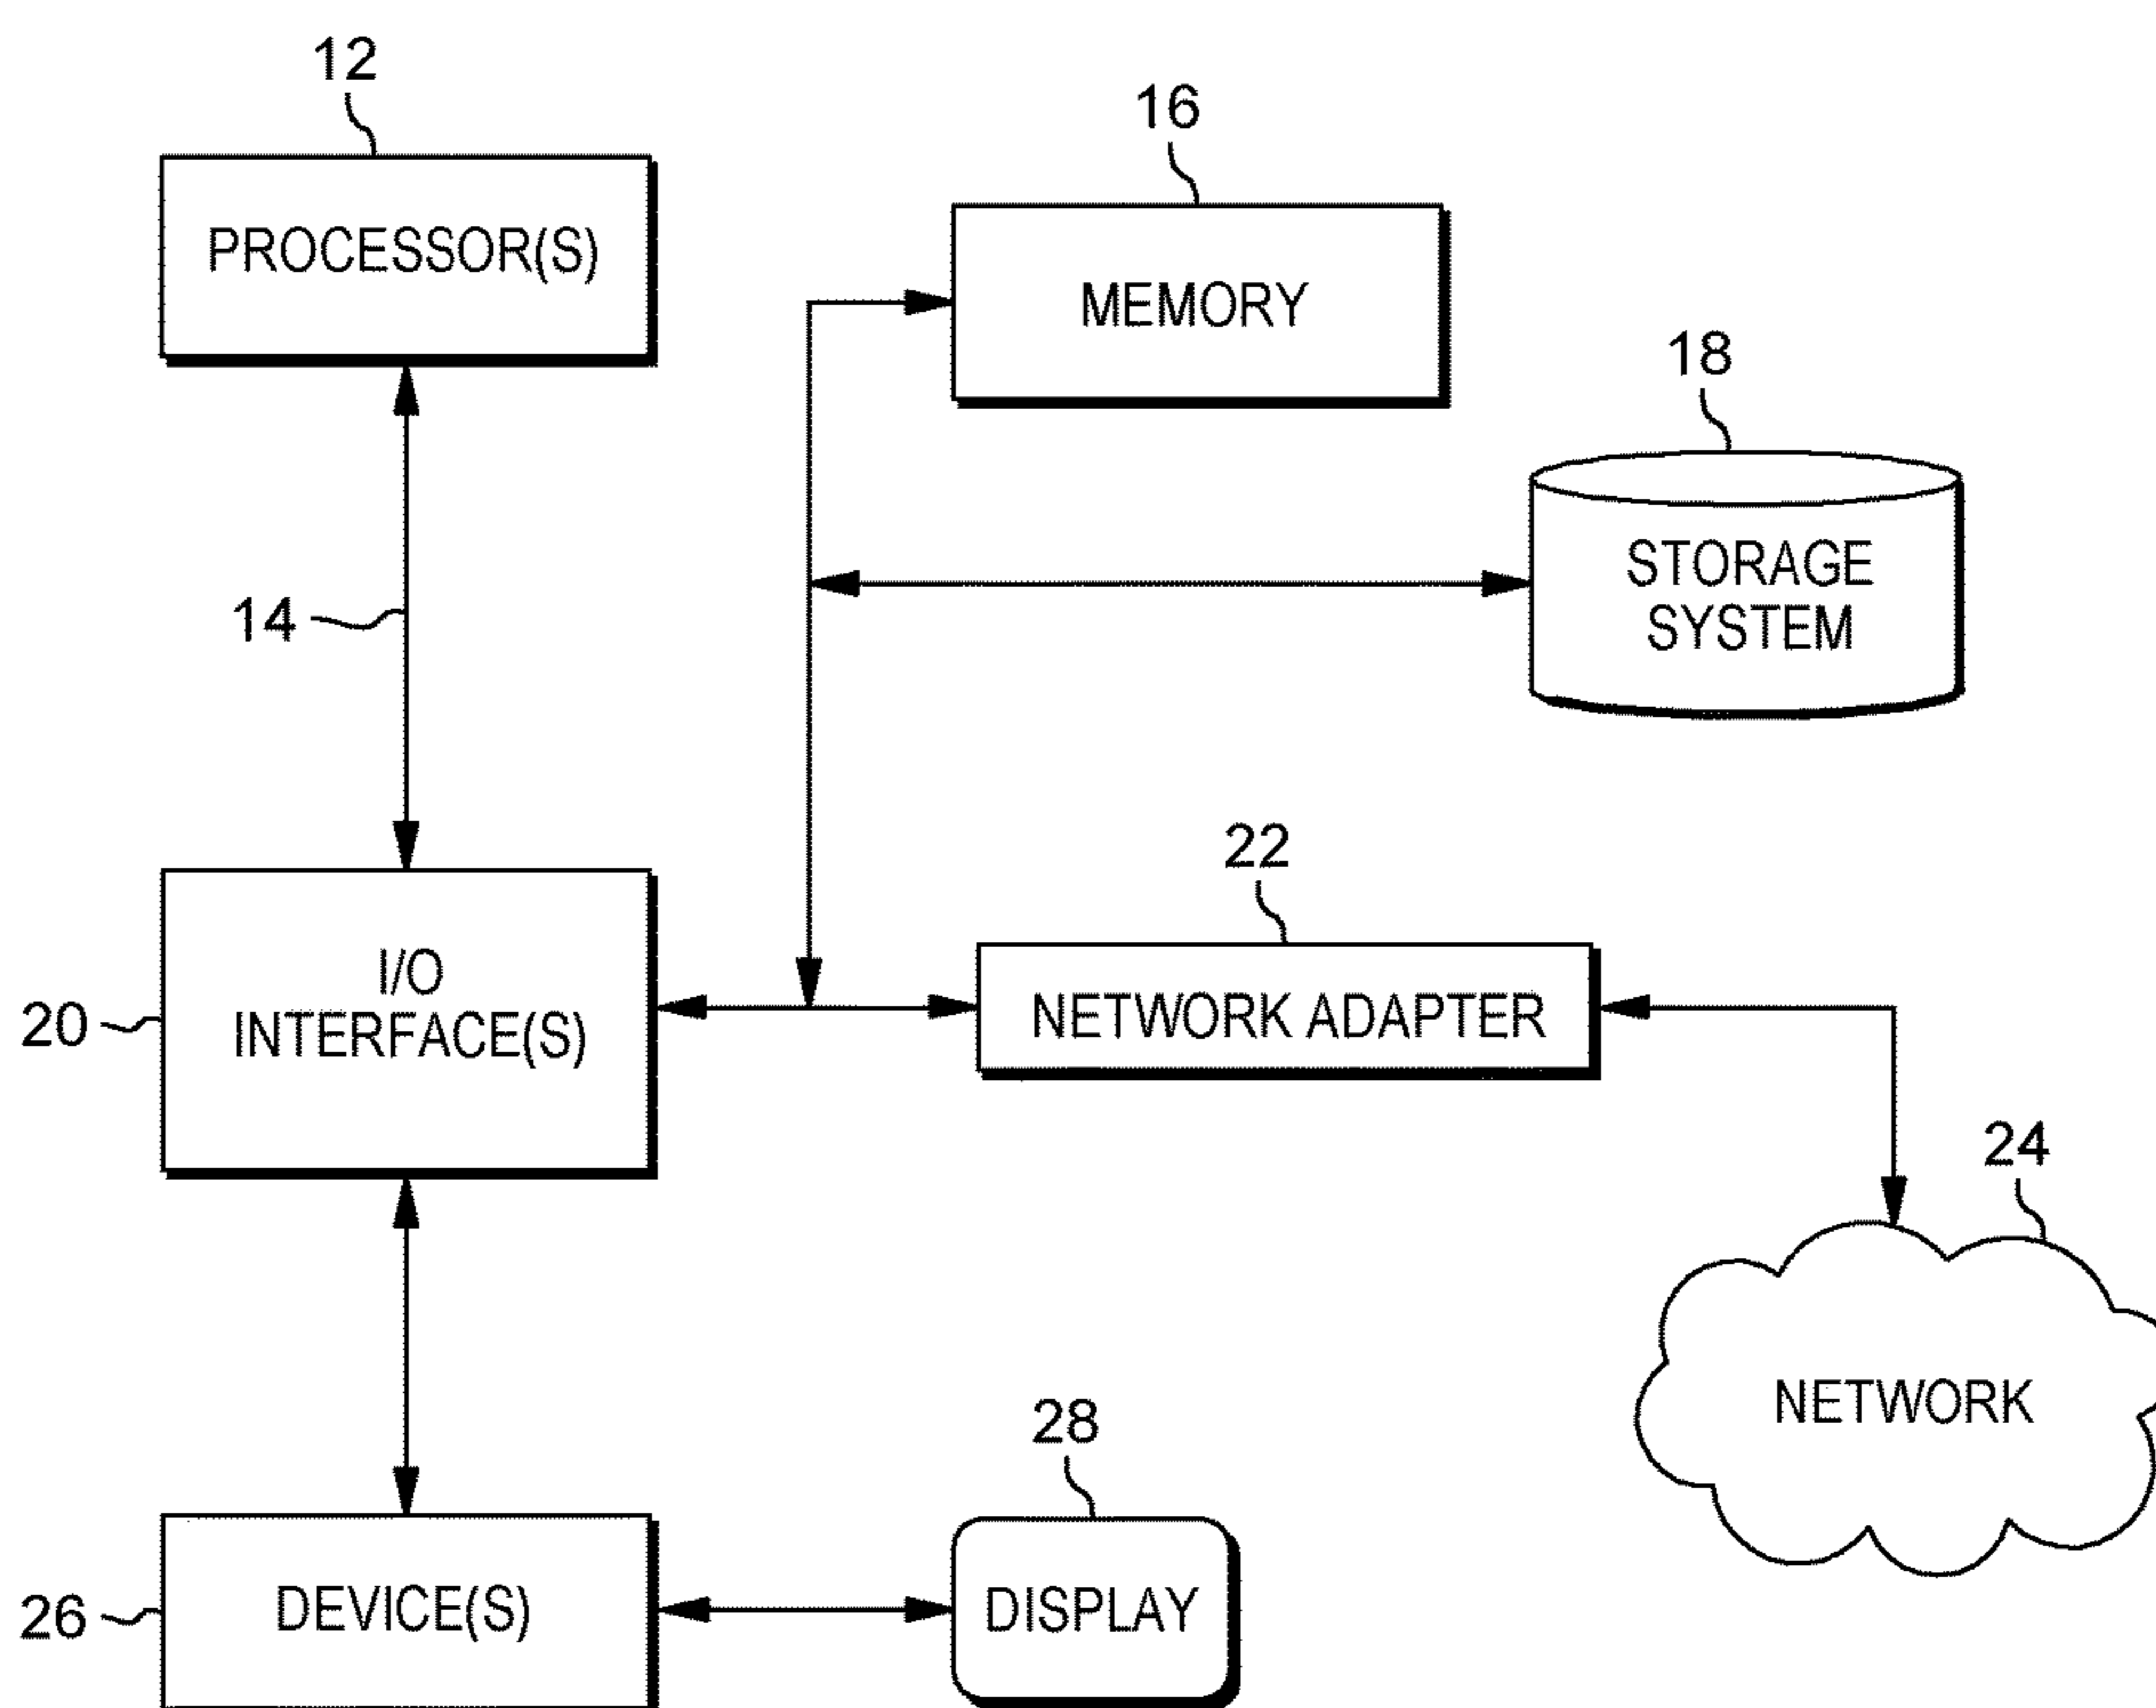 12
PROCESSOR(S)
16
MEMORY
18
STORAGE
SYSTEM
14
22
NETWORK ADAPTER
20
I/O
INTERFACE(S)
24
NETWORK
28
DISPLAY
26
DEVICE(S)